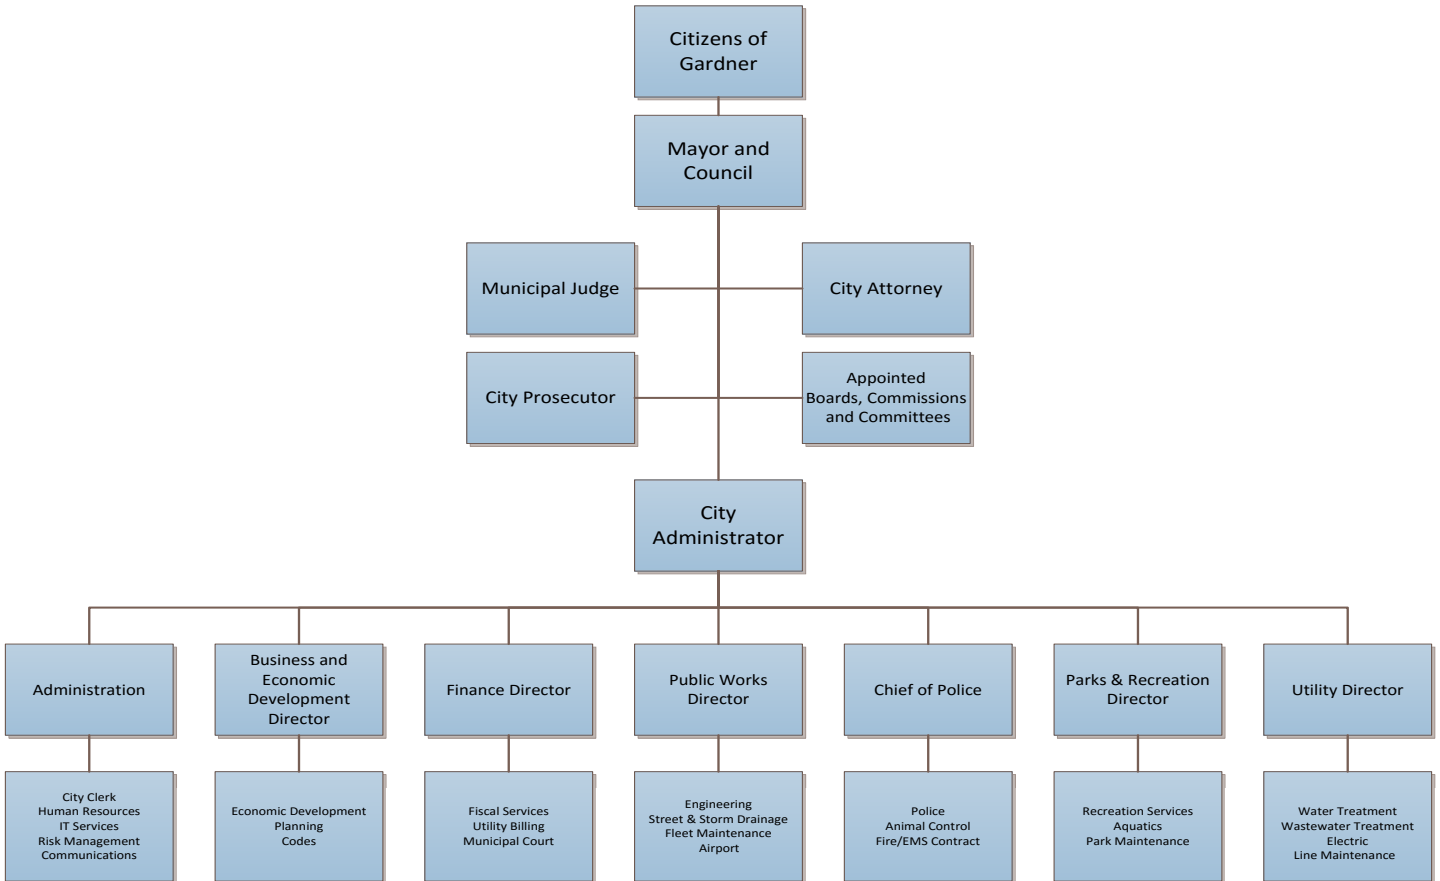 Citizens of
Gardner
Mayor and
Council
Municipal Judge
City Attorney
City Prosecutor
Appointed
Boards, Commissions
and Committees
City
Administrator
Administration
Business and
Economic
Development
Director
Finance Director
Public Works
Director
Chief of Police
Parks & Recreation
Director
Utility Director
City Clerk
Human Resources
IT Services
Risk Management
Communications
Economic Development
Planning
Codes
Fiscal Services
Utility Billing
Municipal Court
Engineering
Street & Storm Drainage
Fleet Maintenance
Airport
Police
Animal Control
Fire/EMS Contract
Recreation Services
Aquatics
Park Maintenance
Water Treatment
Wastewater Treatment
Electric
Line Maintenance